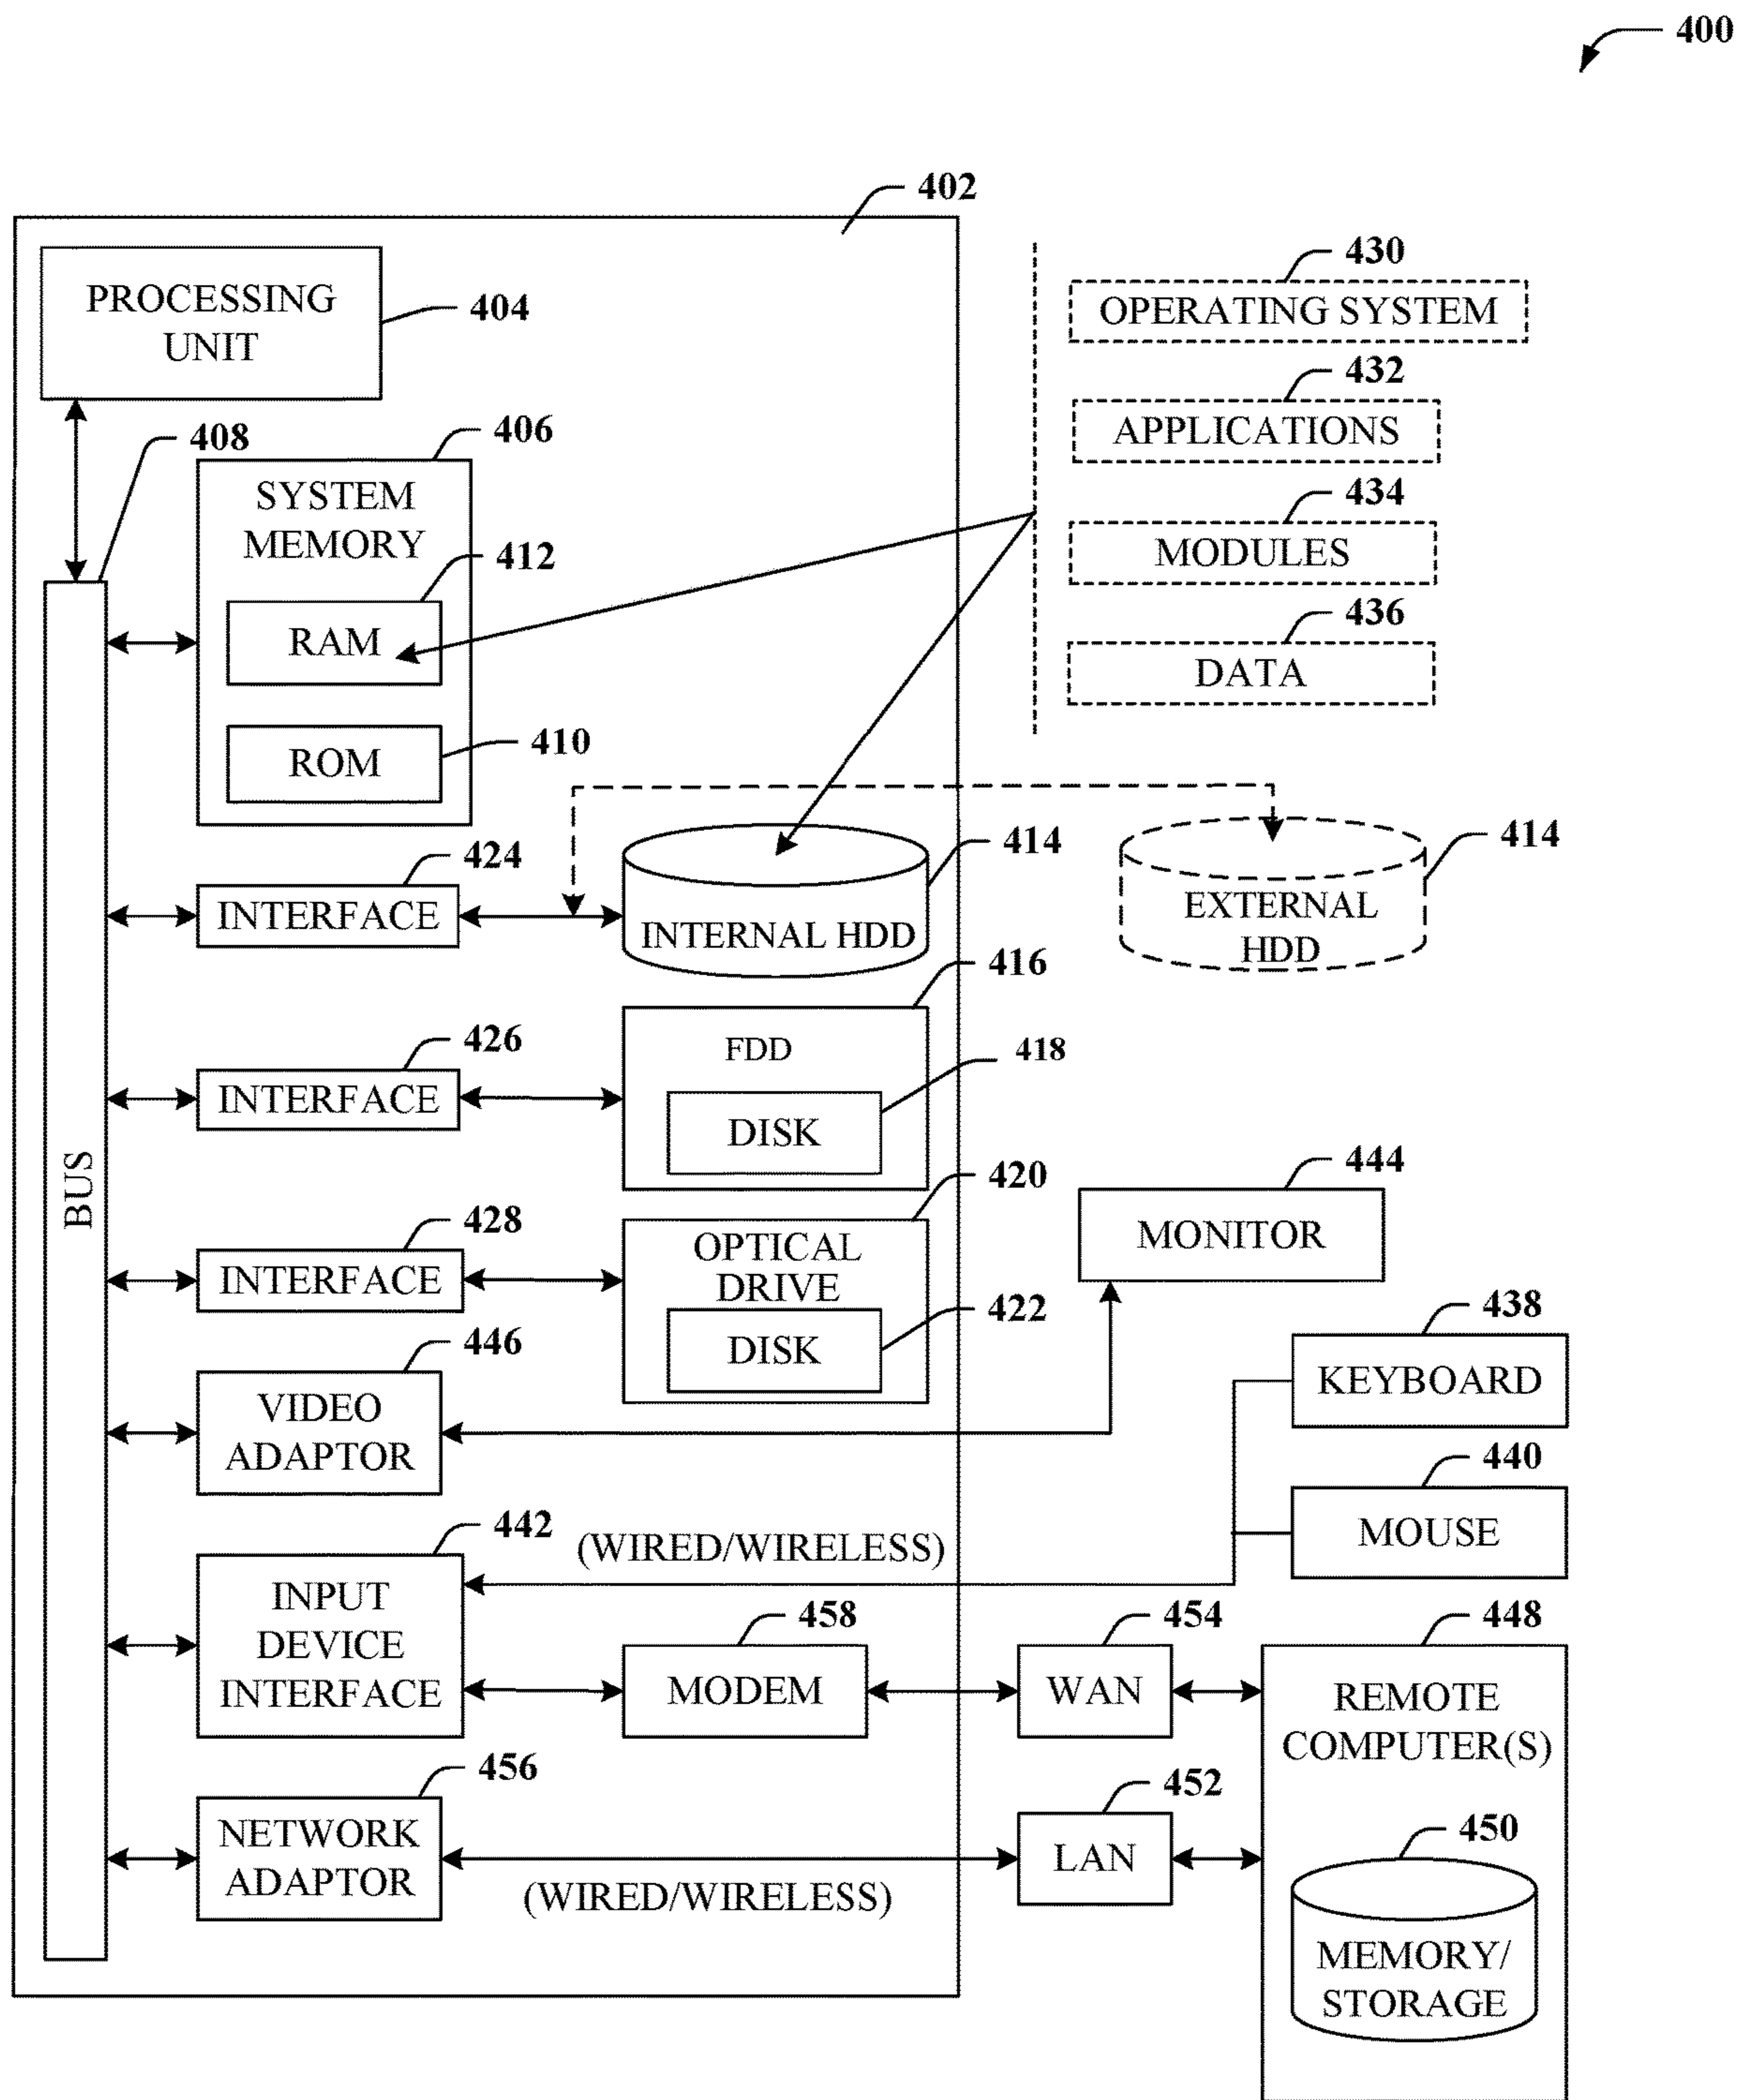 400
402
PROCESSING
UNIT
404
430
OPERATING SYSTEM
432
APPLICATIONS
434
MODULES
436
DATA
408
406
SYSTEM
MEMORY
412
RAM
410
ROM
424
INTERFACE
414
INTERNAL HDD
414
EXTERNAL
HDD
416
426
INTERFACE
FDD
418
DISK
BUS
420
428
INTERFACE
OPTICAL
DRIVE
422
DISK
444
MONITOR
446
VIDEO
ADAPTOR
438
KEYBOARD
440
MOUSE
442
(WIRED/WIRELESS)
INPUT
DEVICE
INTERFACE
458
MODEM
454
WAN
448
REMOTE
COMPUTER(S)
456
NETWORK
ADAPTOR
(WIRED/WIRELESS)
452
LAN
450
MEMORY/
STORAGE